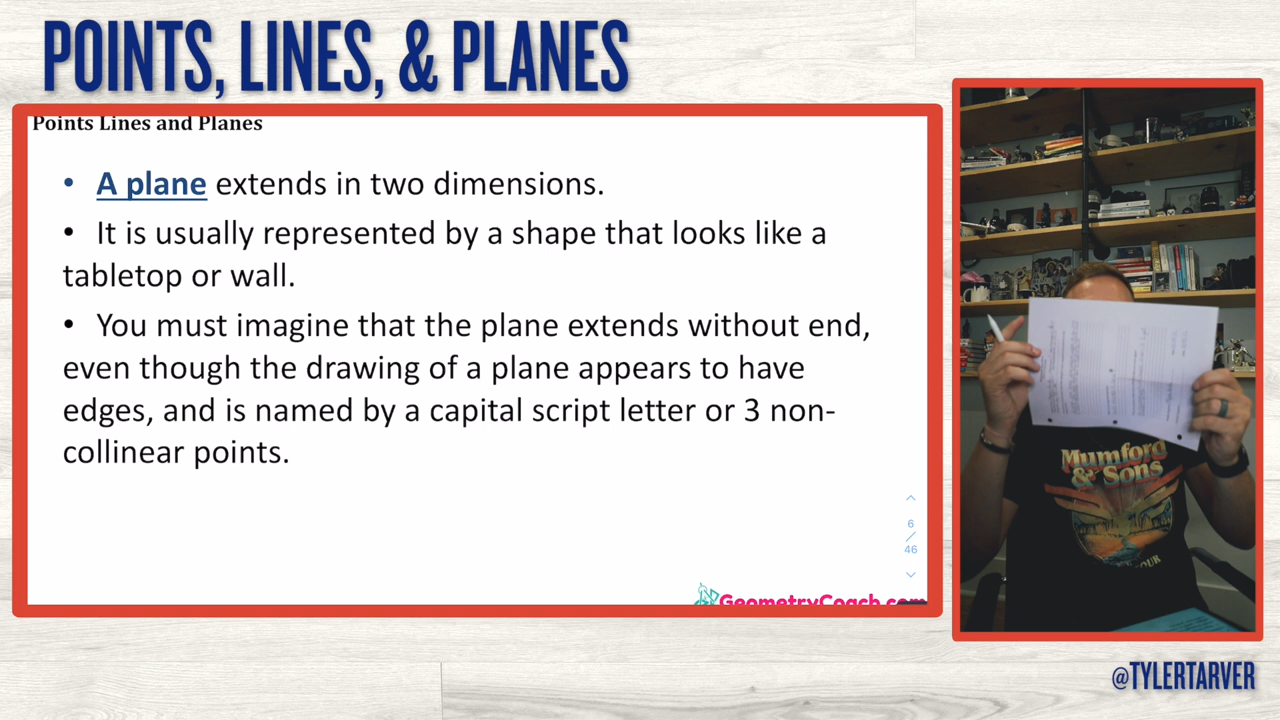 POINTS, LINES, & PLANES
Points Lines and Planes
• A plane extends in two dimensions.
• It is usually represented by a shape that looks like a
tabletop or wall.
• You must imagine that the plane extends without end,
even though the drawing of a plane appears to have
edges, and is named by a capital script letter or 3 non-
collinear points.
6
/
46
GeometryCoach.com
Mumford
& Sons
OUR
@TYLERTARVER